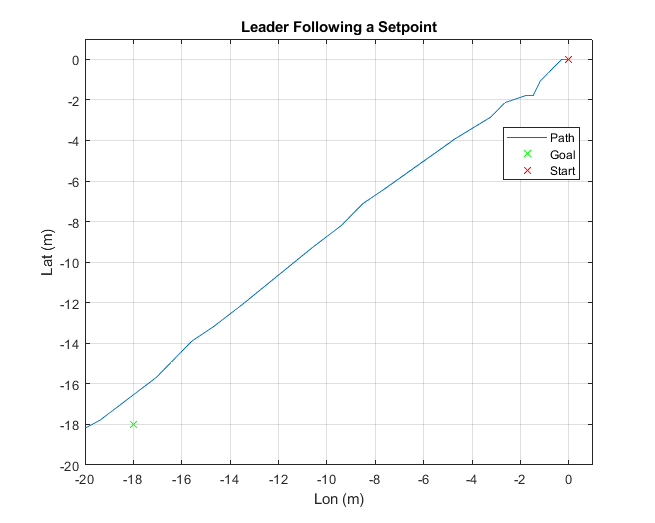 Leader Following a Setpoint
0
-2
-4
-6
-8
-10
-12
-14
-16
-18
-20
Lat (m)
Path
Goal
Start
-20 -18 -16 -14 -12 -10 -8 -6 -4 -2 0
Lon (m)